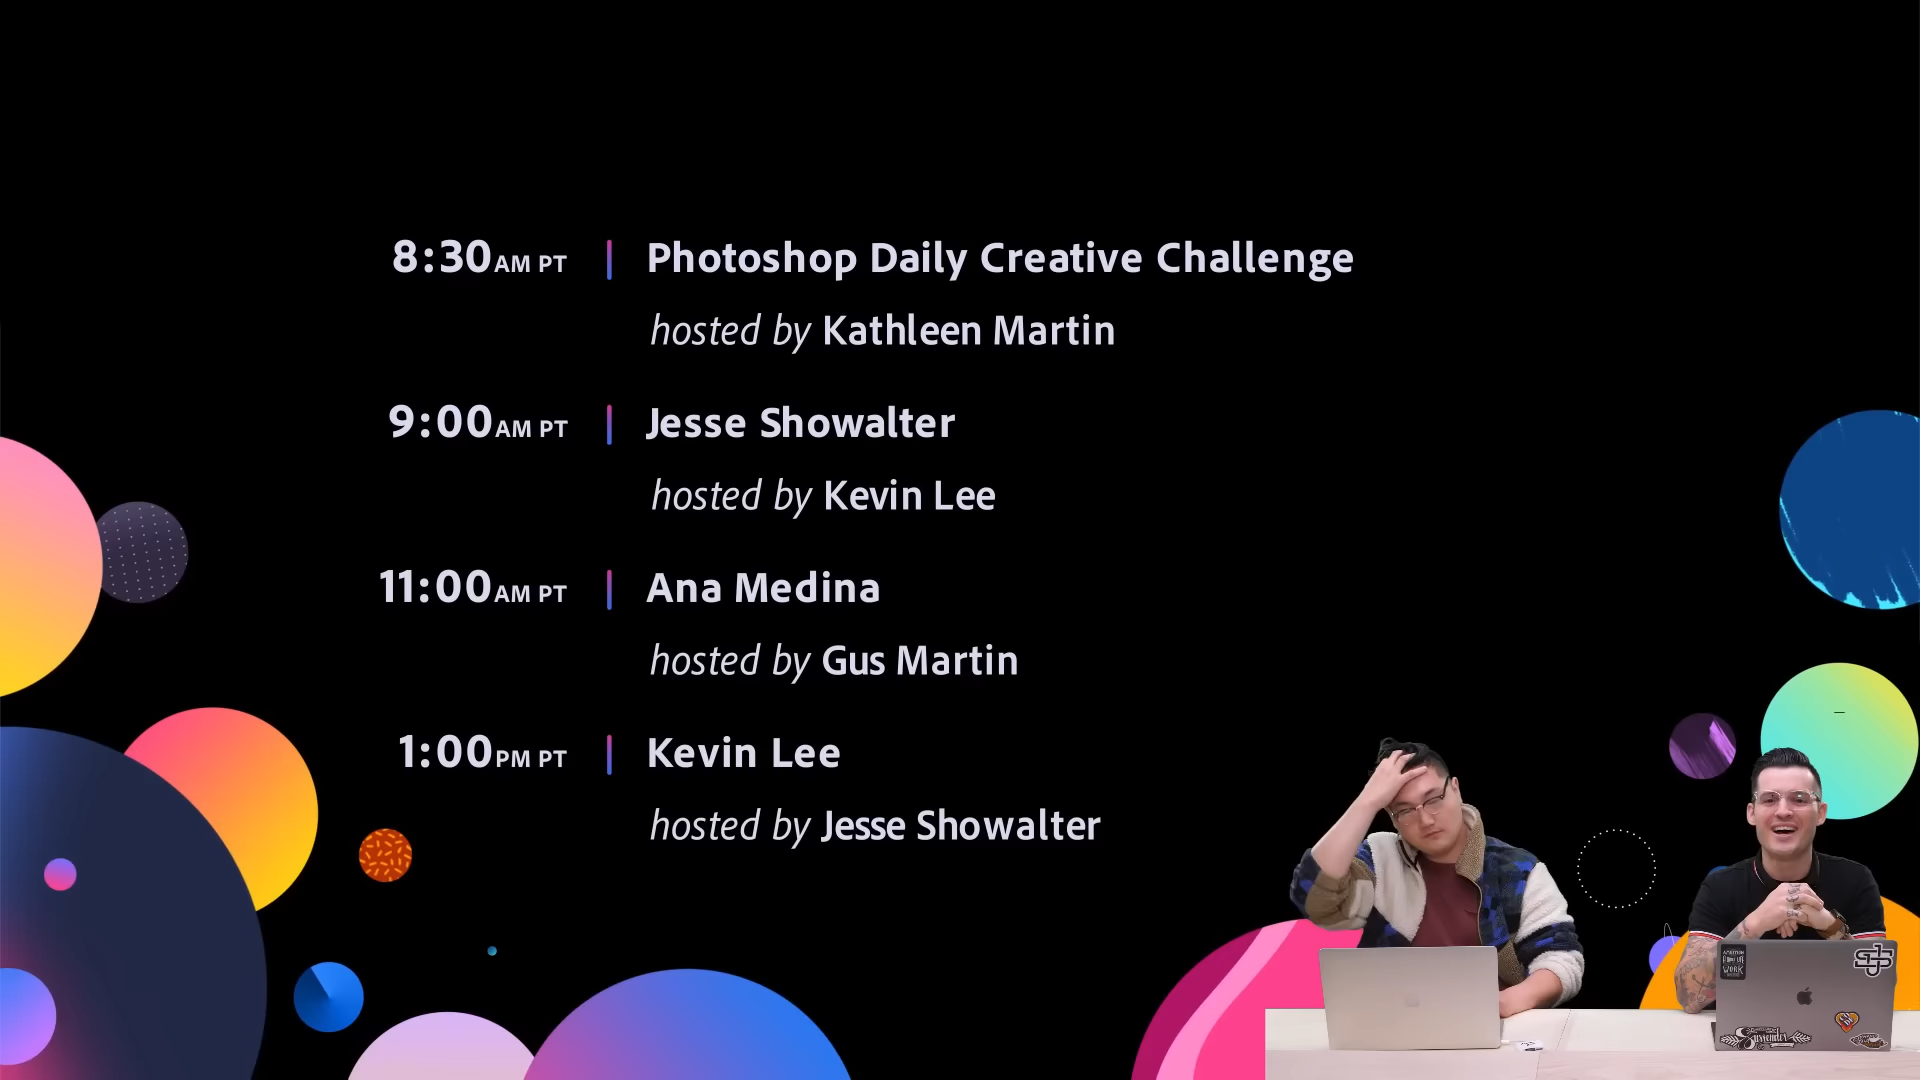 8:30AM PT | Photoshop Daily Creative Challenge
hosted by Kathleen Martin
9:00AM PT | Jesse Showalter
hosted by Kevin Lee
11:00AM PT | Ana Medina
hosted by Gus Martin
1:00PM PT | Kevin Lee
hosted by Jesse Showalter
WORK
Surrender